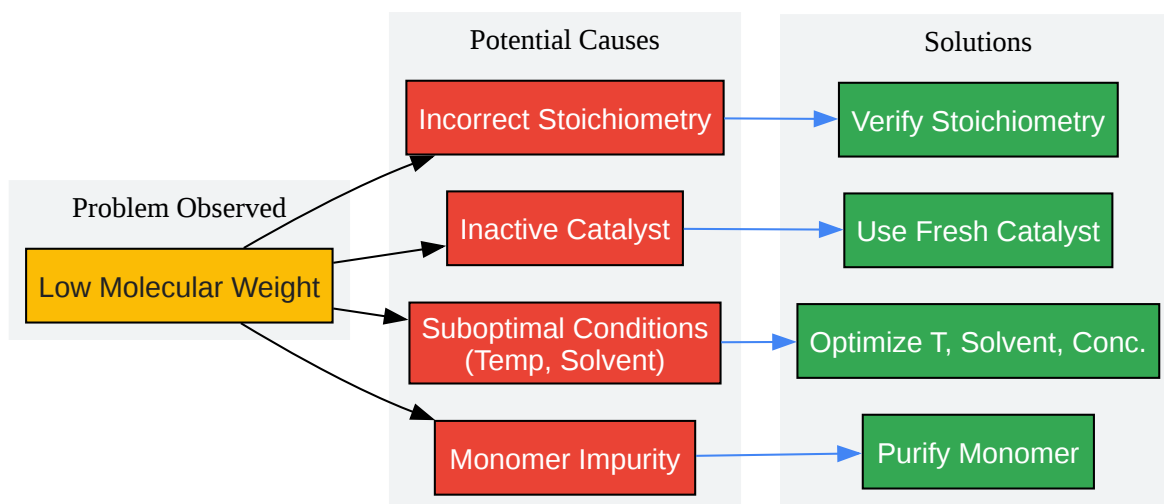 Potential Causes
Solutions
Incorrect Stoichiometry
Verify Stoichiometry
Problem Observed
Inactive Catalyst
Use Fresh Catalyst
Low Molecular Weight
Suboptimal Conditions
(Temp, Solvent)
Optimize T, Solvent, Conc.
Monomer Impurity
Purify Monomer